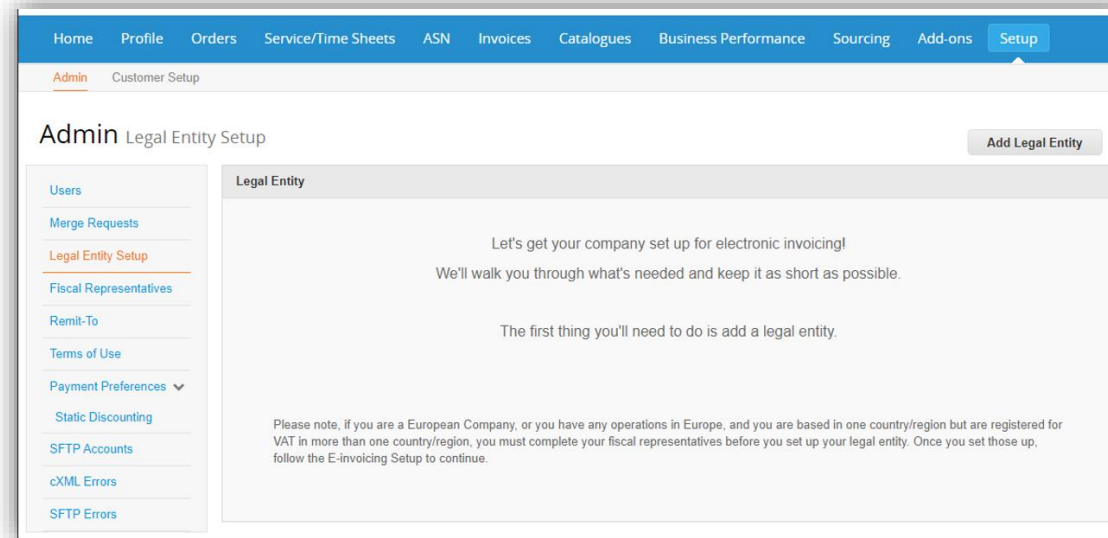 Home Profile Orders Service/Time Sheets ASN Invoices Catalogues Business Performance Sourcing Add-ons Setup
Admin Customer Setup
Admin Legal Entity Setup
Add Legal Entity
Users
Merge Requests
Legal Entity Setup
Fiscal Representatives
Remit-To
Terms of Use
Payment Preferences
Static Discounting
SFTP Accounts
cXML Errors
SFTP Errors
Legal Entity
Let's get your company set up for electronic invoicing!
We'll walk you through what's needed and keep it as short as possible.
The first thing you'll need to do is add a legal entity.
Please note, if you are a European Company, or you have any operations in Europe, and you are based in one country/region but are registered for
VAT in more than one country/region, you must complete your fiscal representatives before you set up your legal entity. Once you set those up,
follow the E-invoicing Setup to continue.